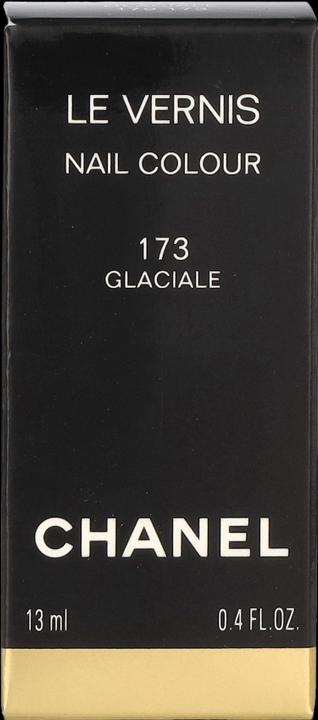 LE VERNIS
NAIL COLOUR
173
GLACIALE
CHANEL
13 ml 0.4 FL.OZ.